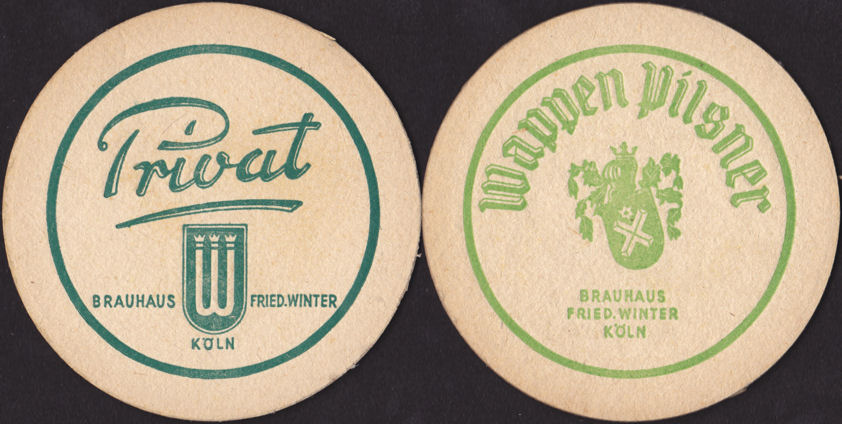 Privat
W
BRAUHAUS FRIED. WINTER
KÖLN
Wappen Pilsner
BRAUHAUS
FRIED. WINTER
KÖLN